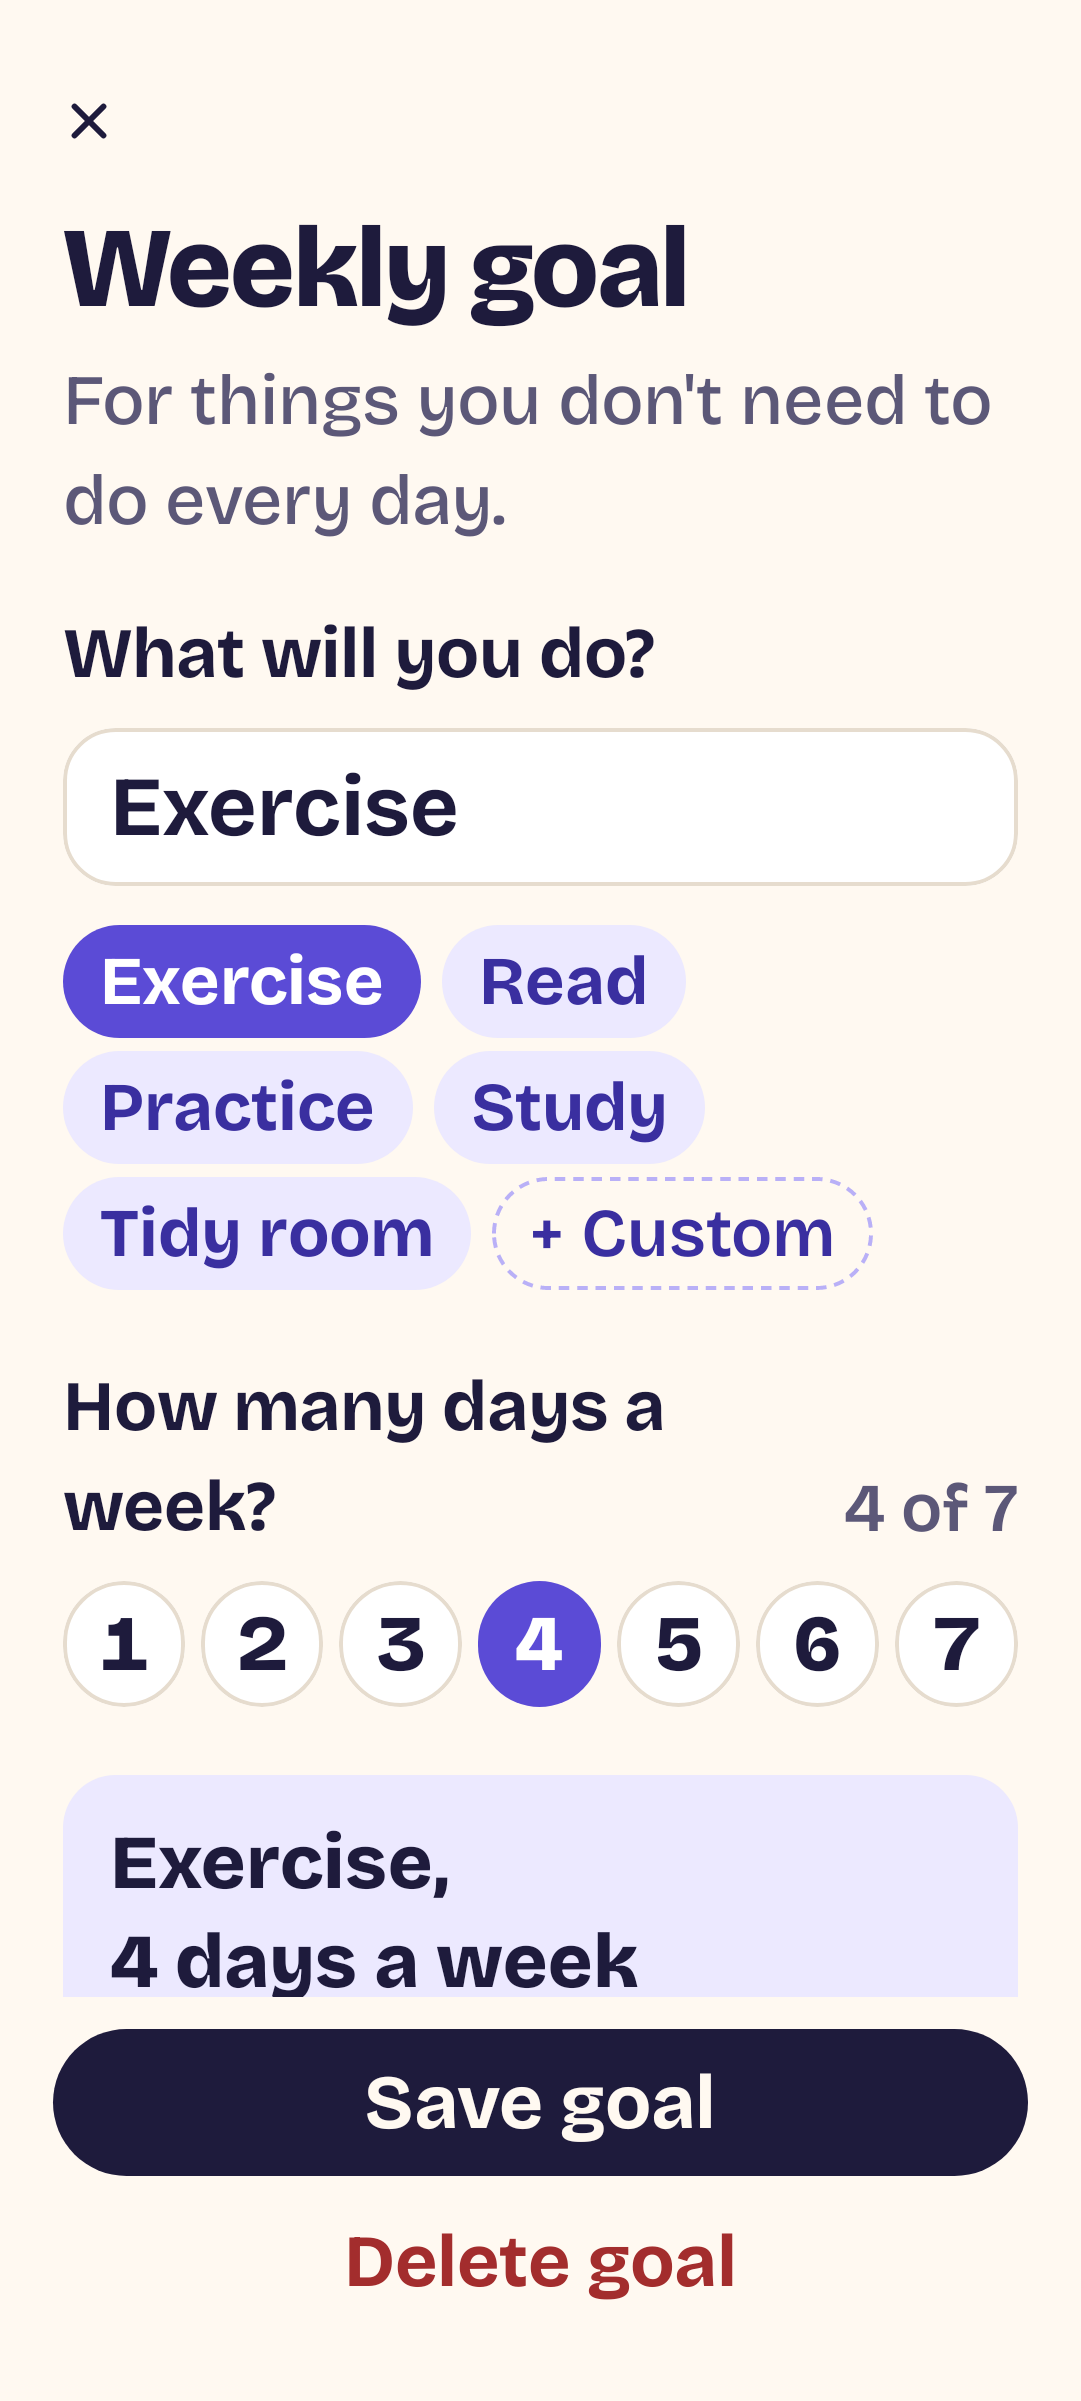 Weekly goal
For things you don't need to
do every day.
What will you do?
Exercise
Exercise Read
Practice Study
Tidy room + Custom
How many days a
week? 4 of 7
1 2 3 4 5 6 7
Exercise,
4 days a week
Save goal
Delete goal